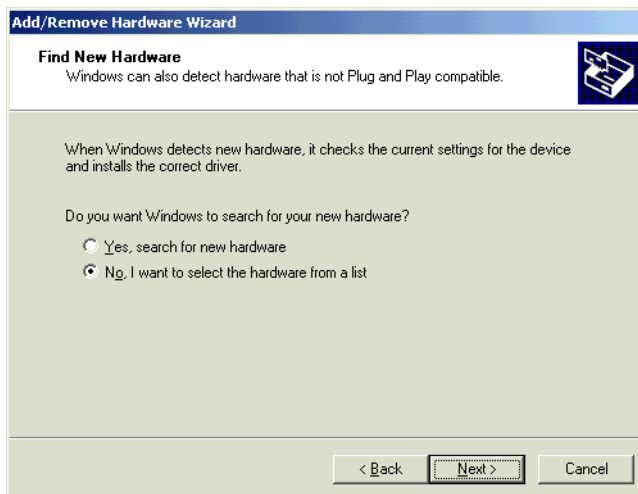 Add/Remove Hardware Wizard
Find New Hardware
Windows can also detect hardware that is not Plug and Play compatible.
When Windows detects new hardware, it checks the current settings for the device
and installs the correct driver.
Do you want Windows to search for your new hardware?
Yes, search for new hardware
No, I want to select the hardware from a list
< Back Next > Cancel